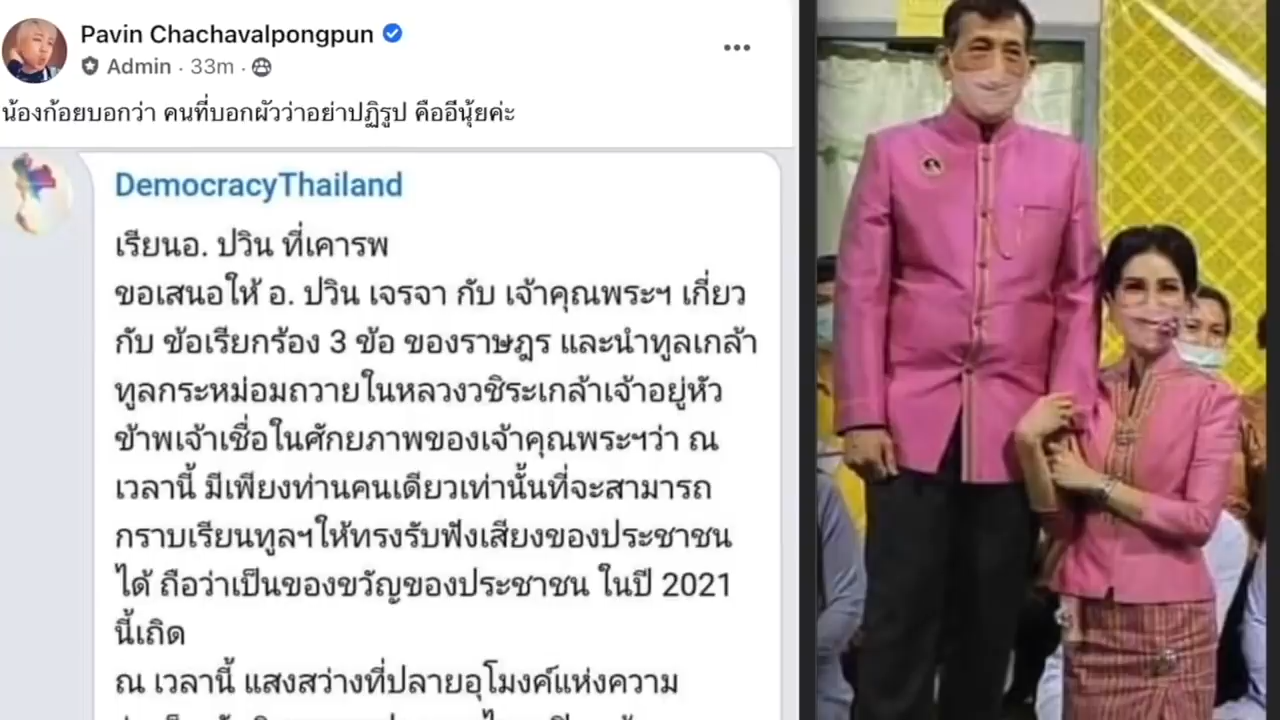 Pavin Chachavalpongpun
Admin · 33m ·
น้องก้อยบอกว่า คนที่บอกผัวว่าอย่าปฏิรูป คืออีนุ้ยค่ะ
DemocracyThailand
เรียนอ. ปวิน ที่เคารพ
ขอเสนอให้ อ. ปวิน เจรจา กับ เจ้าคุณพระฯ เกี่ยว
กับ ข้อเรียกร้อง 3 ข้อ ของราษฎร และนำทูลเกล้า
ทูลกระหม่อมถวายในหลวงวชิระเกล้าเจ้าอยู่หัว
ข้าพเจ้าเชื่อในศักยภาพของเจ้าคุณพระฯว่า ณ
เวลานี้ มีเพียงท่านคนเดียวเท่านั้นที่จะสามารถ
กราบเรียนทูลฯให้ทรงรับฟังเสียงของประชาชน
ได้ ถือว่าเป็นของขวัญของประชาชน ในปี 2021
นี้เถิด
ณ เวลานี้ แสงสว่างที่ปลายอุโมงค์แห่งความ